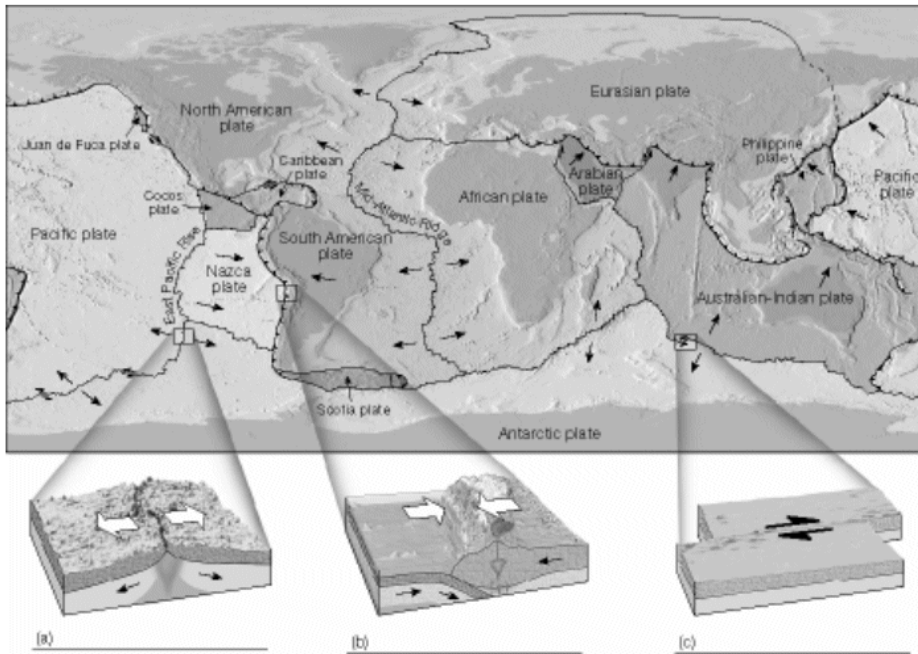 North American
plate
Eurasian plate
Juan de Fuca plate
Caribbean
plate
Philippine
plate
Arabian
plate
Cocos
plate
African plate
Pacific
plate
Mid-Atlantic Ridge
Pacific plate
South American
plate
East Pacific Rise
Nazca
plate
Australian-Indian plate
Scotia plate
Antarctic plate
(a)
(b)
(c)